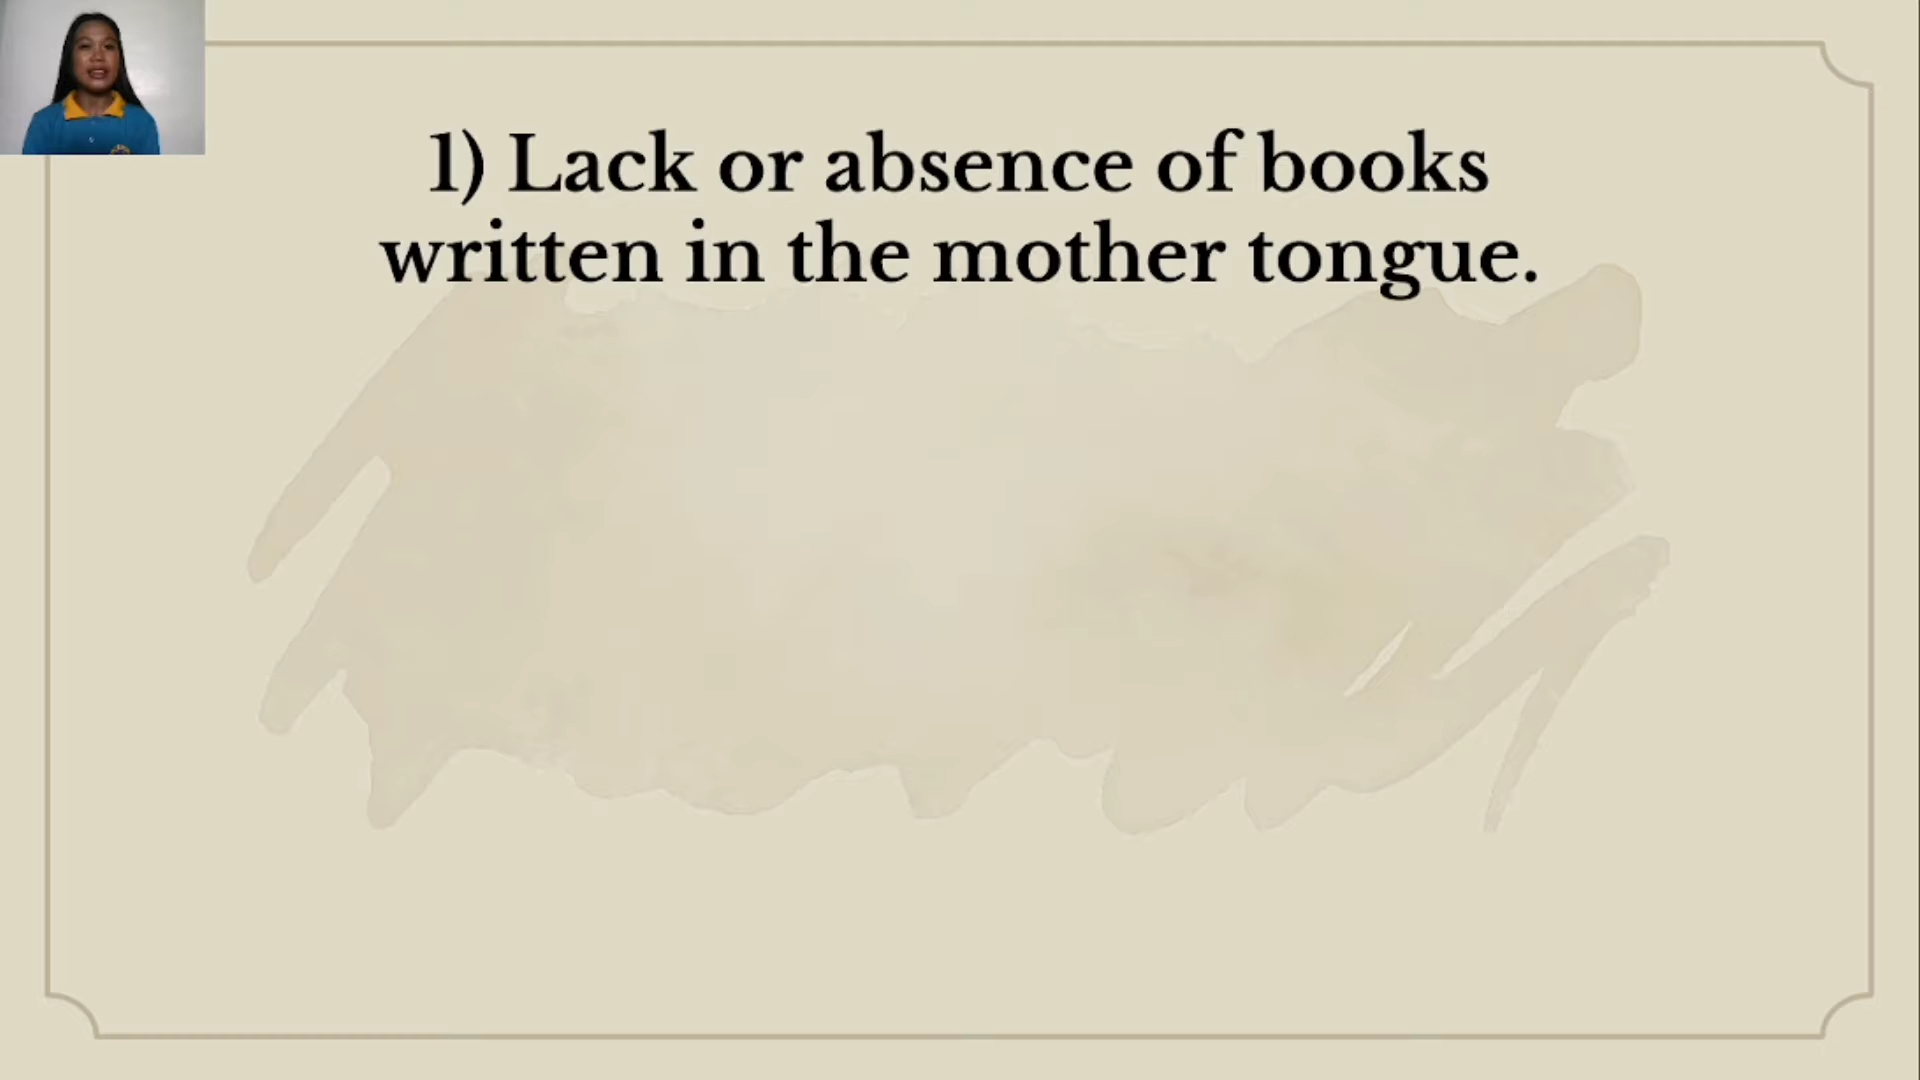 1) Lack or absence of books
written in the mother tongue.